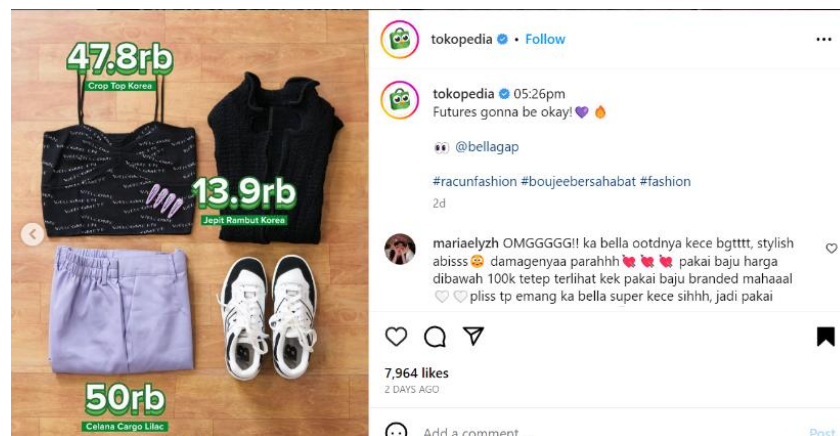 47.8rb
Crop Top Korea
13.9rb
Jepit Rambut Korea
50rb
Celana Cargo Lilac
tokopedia • Follow
tokopedia 05:26pm
Futures gonna be okay!💜🔥
👀 @bellagap
#racunfashion #boujeebersahabat #fashion
2d
mariaelyzh OMGGGGG!! ka bella ootdnya kece bgtttt, stylish
abisss damagenyaa parahhh💘💘💘 pakai baju harga
dibawah 100k tetep terlihat kek pakai baju branded mahaaal
🤍🤍pliss tp emang ka bella super kece sihhh, jadi pakai
7,964 likes
2 DAYS AGO
Add a comment...
Post